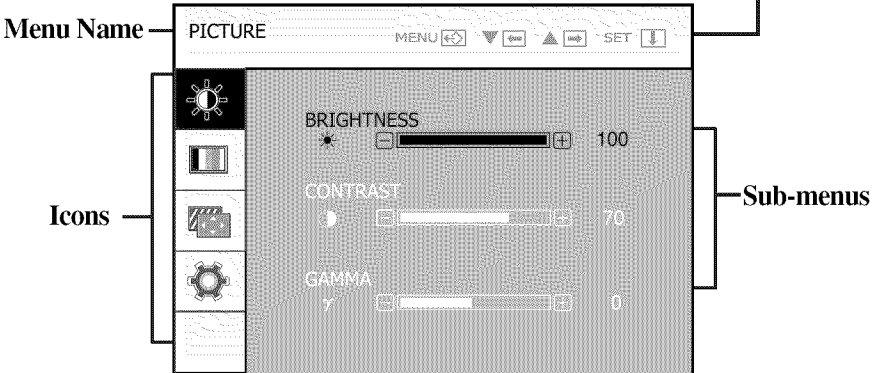 Menu Name
PICTURE
MENU SET
BRIGHTNESS
100
CONTRAST
70
Sub-menus
Icons
GAMMA
γ 0